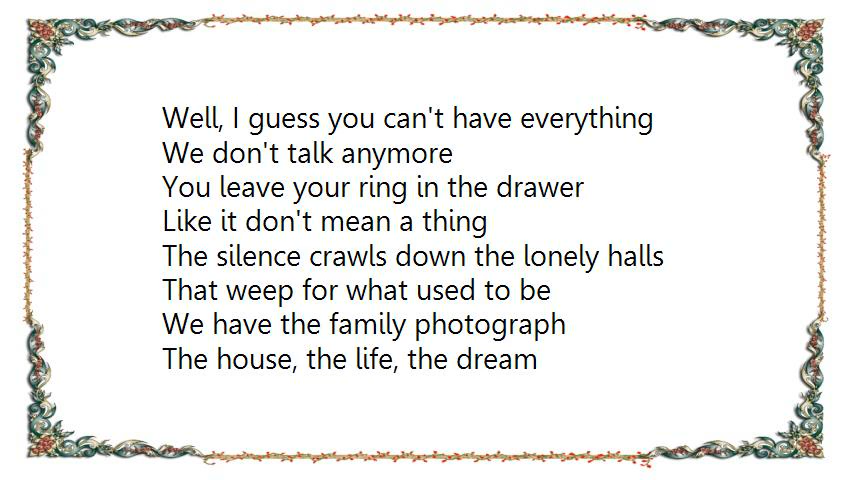 Well, I guess you can't have everything
We don't talk anymore
You leave your ring in the drawer
Like it don't mean a thing
The silence crawls down the lonely halls
That weep for what used to be
We have the family photograph
The house, the life, the dream